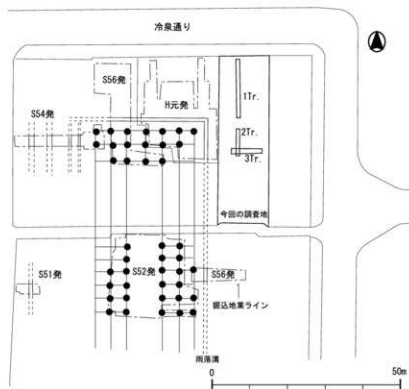 冷泉通り
S56発
H元発
1Tr.
S54発
2Tr.
3Tr.
今回の調査地
S52発
S56発
S51発
掘込地業ライン
雨落溝
0
50m